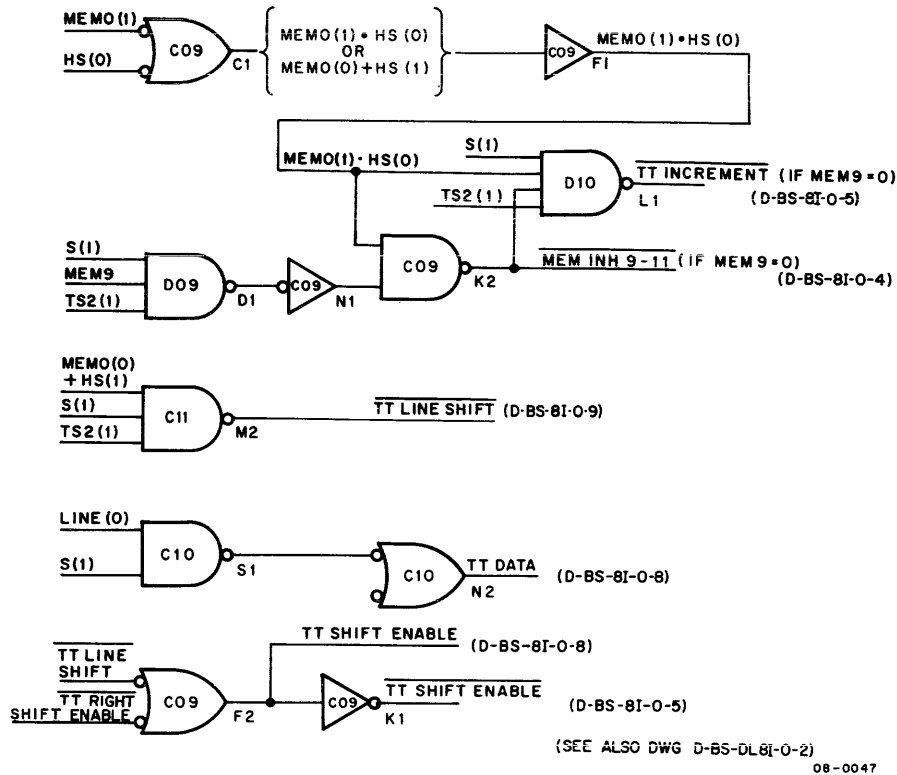 MEMO(1)
HS(0)
C09
C1
MEMO(1) • HS(0)
OR
MEMO(0)+HS(1)
C09
F1
MEMO(1) • HS(0)
MEMO(1) · HS(0)
S(1)
TS2(1)
D10
L1
TT INCREMENT (IF MEM9=0)
(D-BS-8I-0-5)
S(1)
MEM9
TS2(1)
D09
D1
C09
N1
C09
K2
MEM INH 9-11 (IF MEM9=0)
(D-BS-8I-0-4)
MEMO(0)
+HS(1)
S(1)
TS2(1)
C11
M2
TT LINE SHIFT (D-BS-8I-0-9)
LINE(0)
S(1)
C10
S1
C10
N2
TT DATA (D-BS-8I-0-8)
TT LINE
SHIFT
TT RIGHT
SHIFT ENABLE
C09
F2
TT SHIFT ENABLE (D-BS-8I-0-8)
C09
K1
TT SHIFT ENABLE
(D-BS-8I-0-5)
(SEE ALSO DWG D-BS-DL8I-0-2)
08-0047